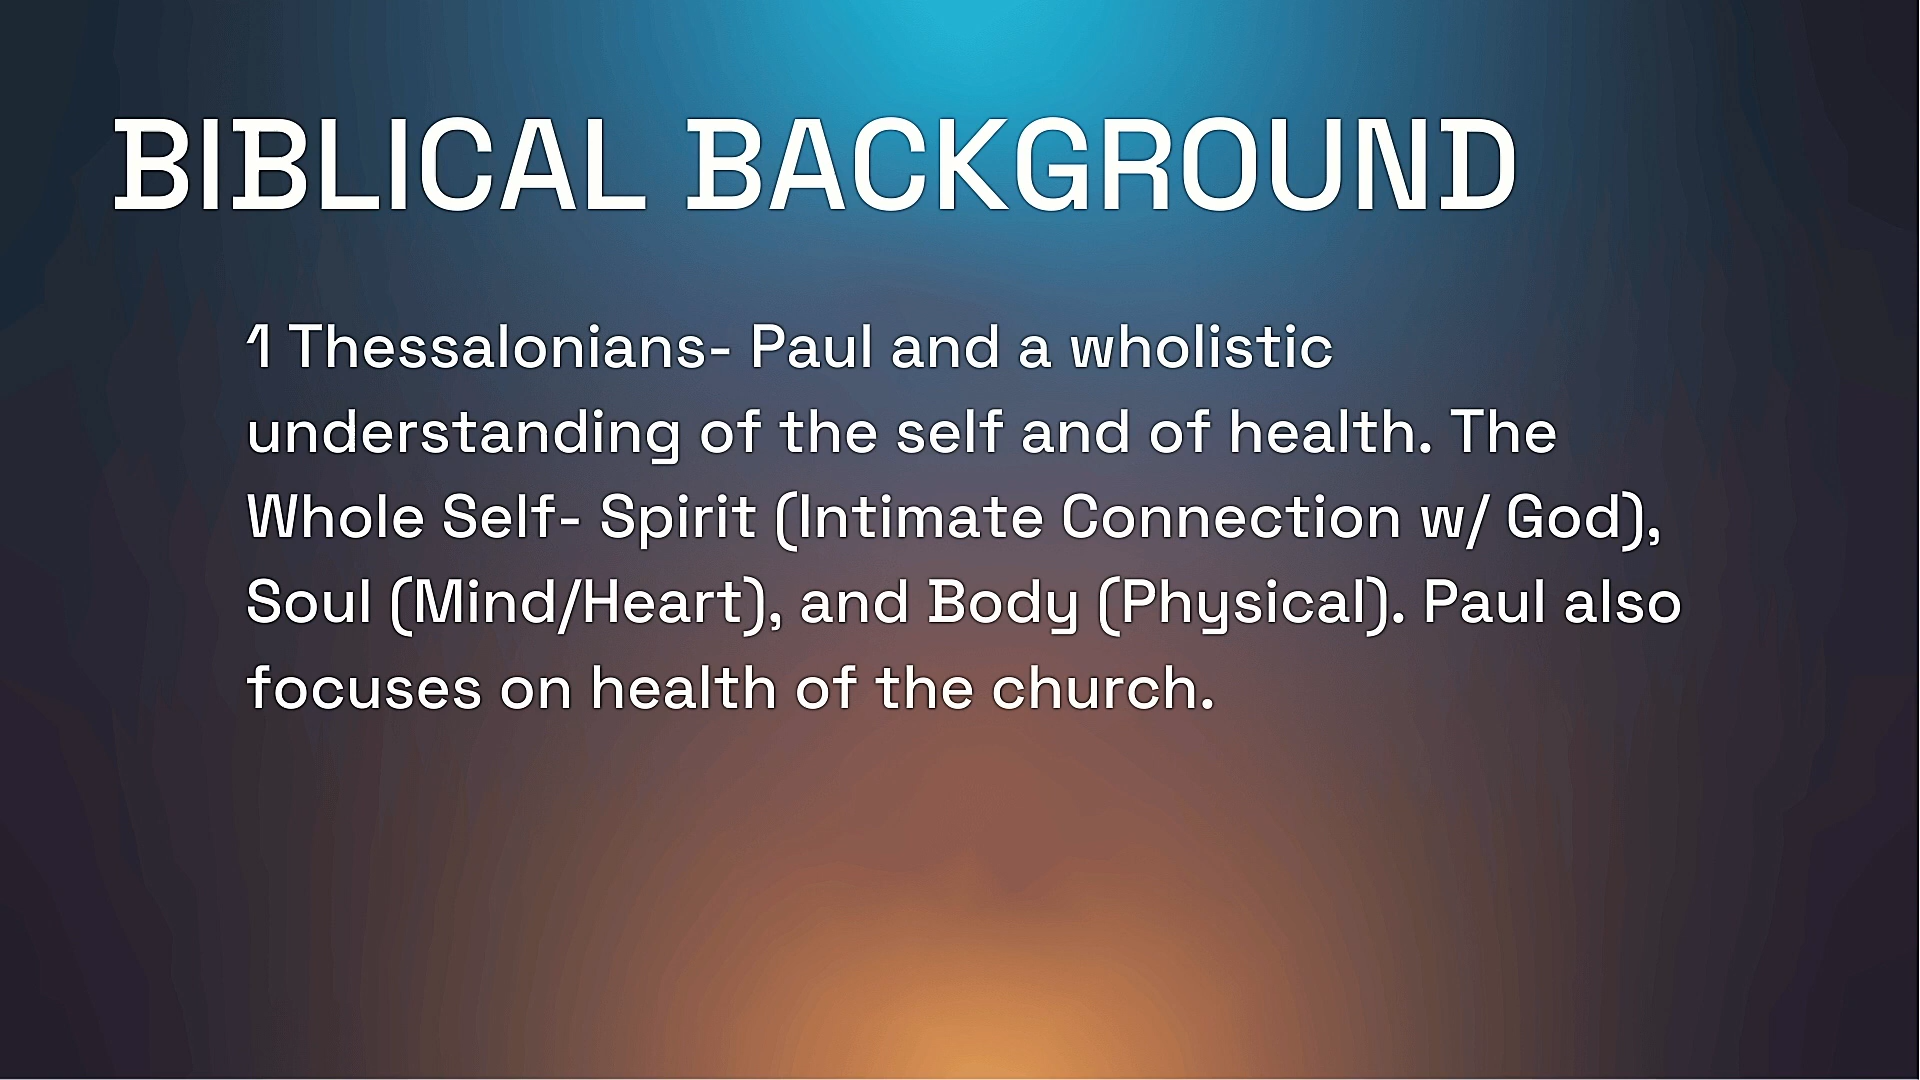 BIBLICAL BACKGROUND
1 Thessalonians- Paul and a wholistic
understanding of the self and of health. The
Whole Self- Spirit (Intimate Connection w/ God),
Soul (Mind/Heart), and Body (Physical). Paul also
focuses on health of the church.